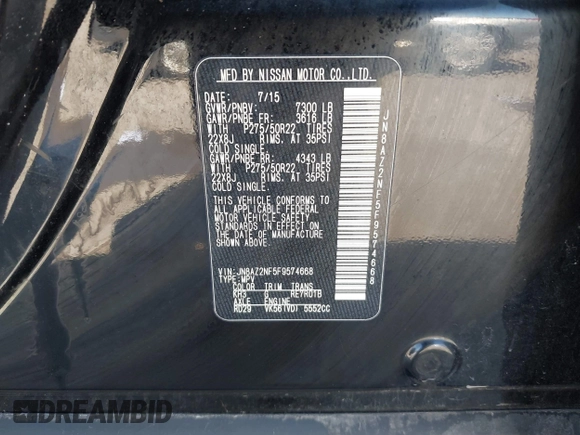 MFD BY NISSAN MOTOR CO.,LTD.
DATE: 7/15
GVWR/PNBV: 7300 LB
GAWR/PNBE FR: 3616 LB
WITH P275/50R22 TIRES
22X8J RIMS. AT 35PSI
COLD SINGLE.
GAWR/PNBE RR: 4343 LB
WITH P275/50R22 TIRES
22X8J RIMS. AT 35PSI
COLD SINGLE.
THIS VEHICLE CONFORMS TO
ALL APPLICABLE FEDERAL
MOTOR VEHICLE SAFETY
STANDARDS IN EFFECT ON
THE DATE OF MANUFACTURE
SHOWN ABOVE.
VIN: JN8AZ2NF5F9574668
TYPE: MPV
COLOR TRIM TRANS
KH3 G RE7R01B
AXLE ENGINE
RD29 VK56(VD) 5552CC
JN8AZ2NF5F9574668
DREAMBID